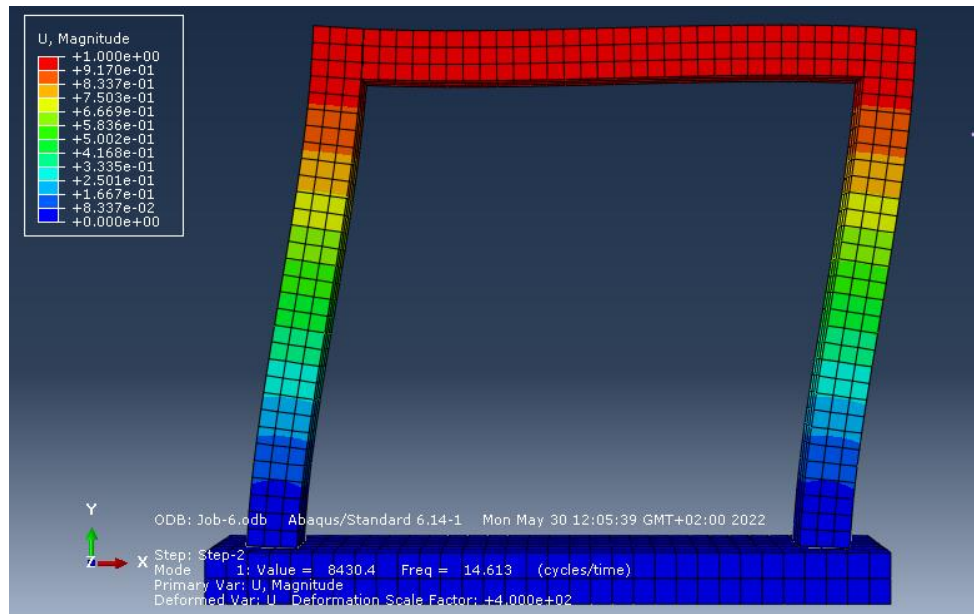 U, Magnitude
+1.000e+00
+9.170e-01
+8.337e-01
+7.503e-01
+6.669e-01
+5.836e-01
+5.002e-01
+4.168e-01
+3.335e-01
+2.501e-01
+1.667e-01
+8.337e-02
+0.000e+00
Y
Z X
ODB: Job-6.odb Abaqus/Standard 6.14-1 Mon May 30 12:05:39 GMT+02:00 2022
Step: Step-2
Mode 1: Value = 8430.4 Freq = 14.613 (cycles/time)
Primary Var: U, Magnitude
Deformed Var: U Deformation Scale Factor: +4.000e+02